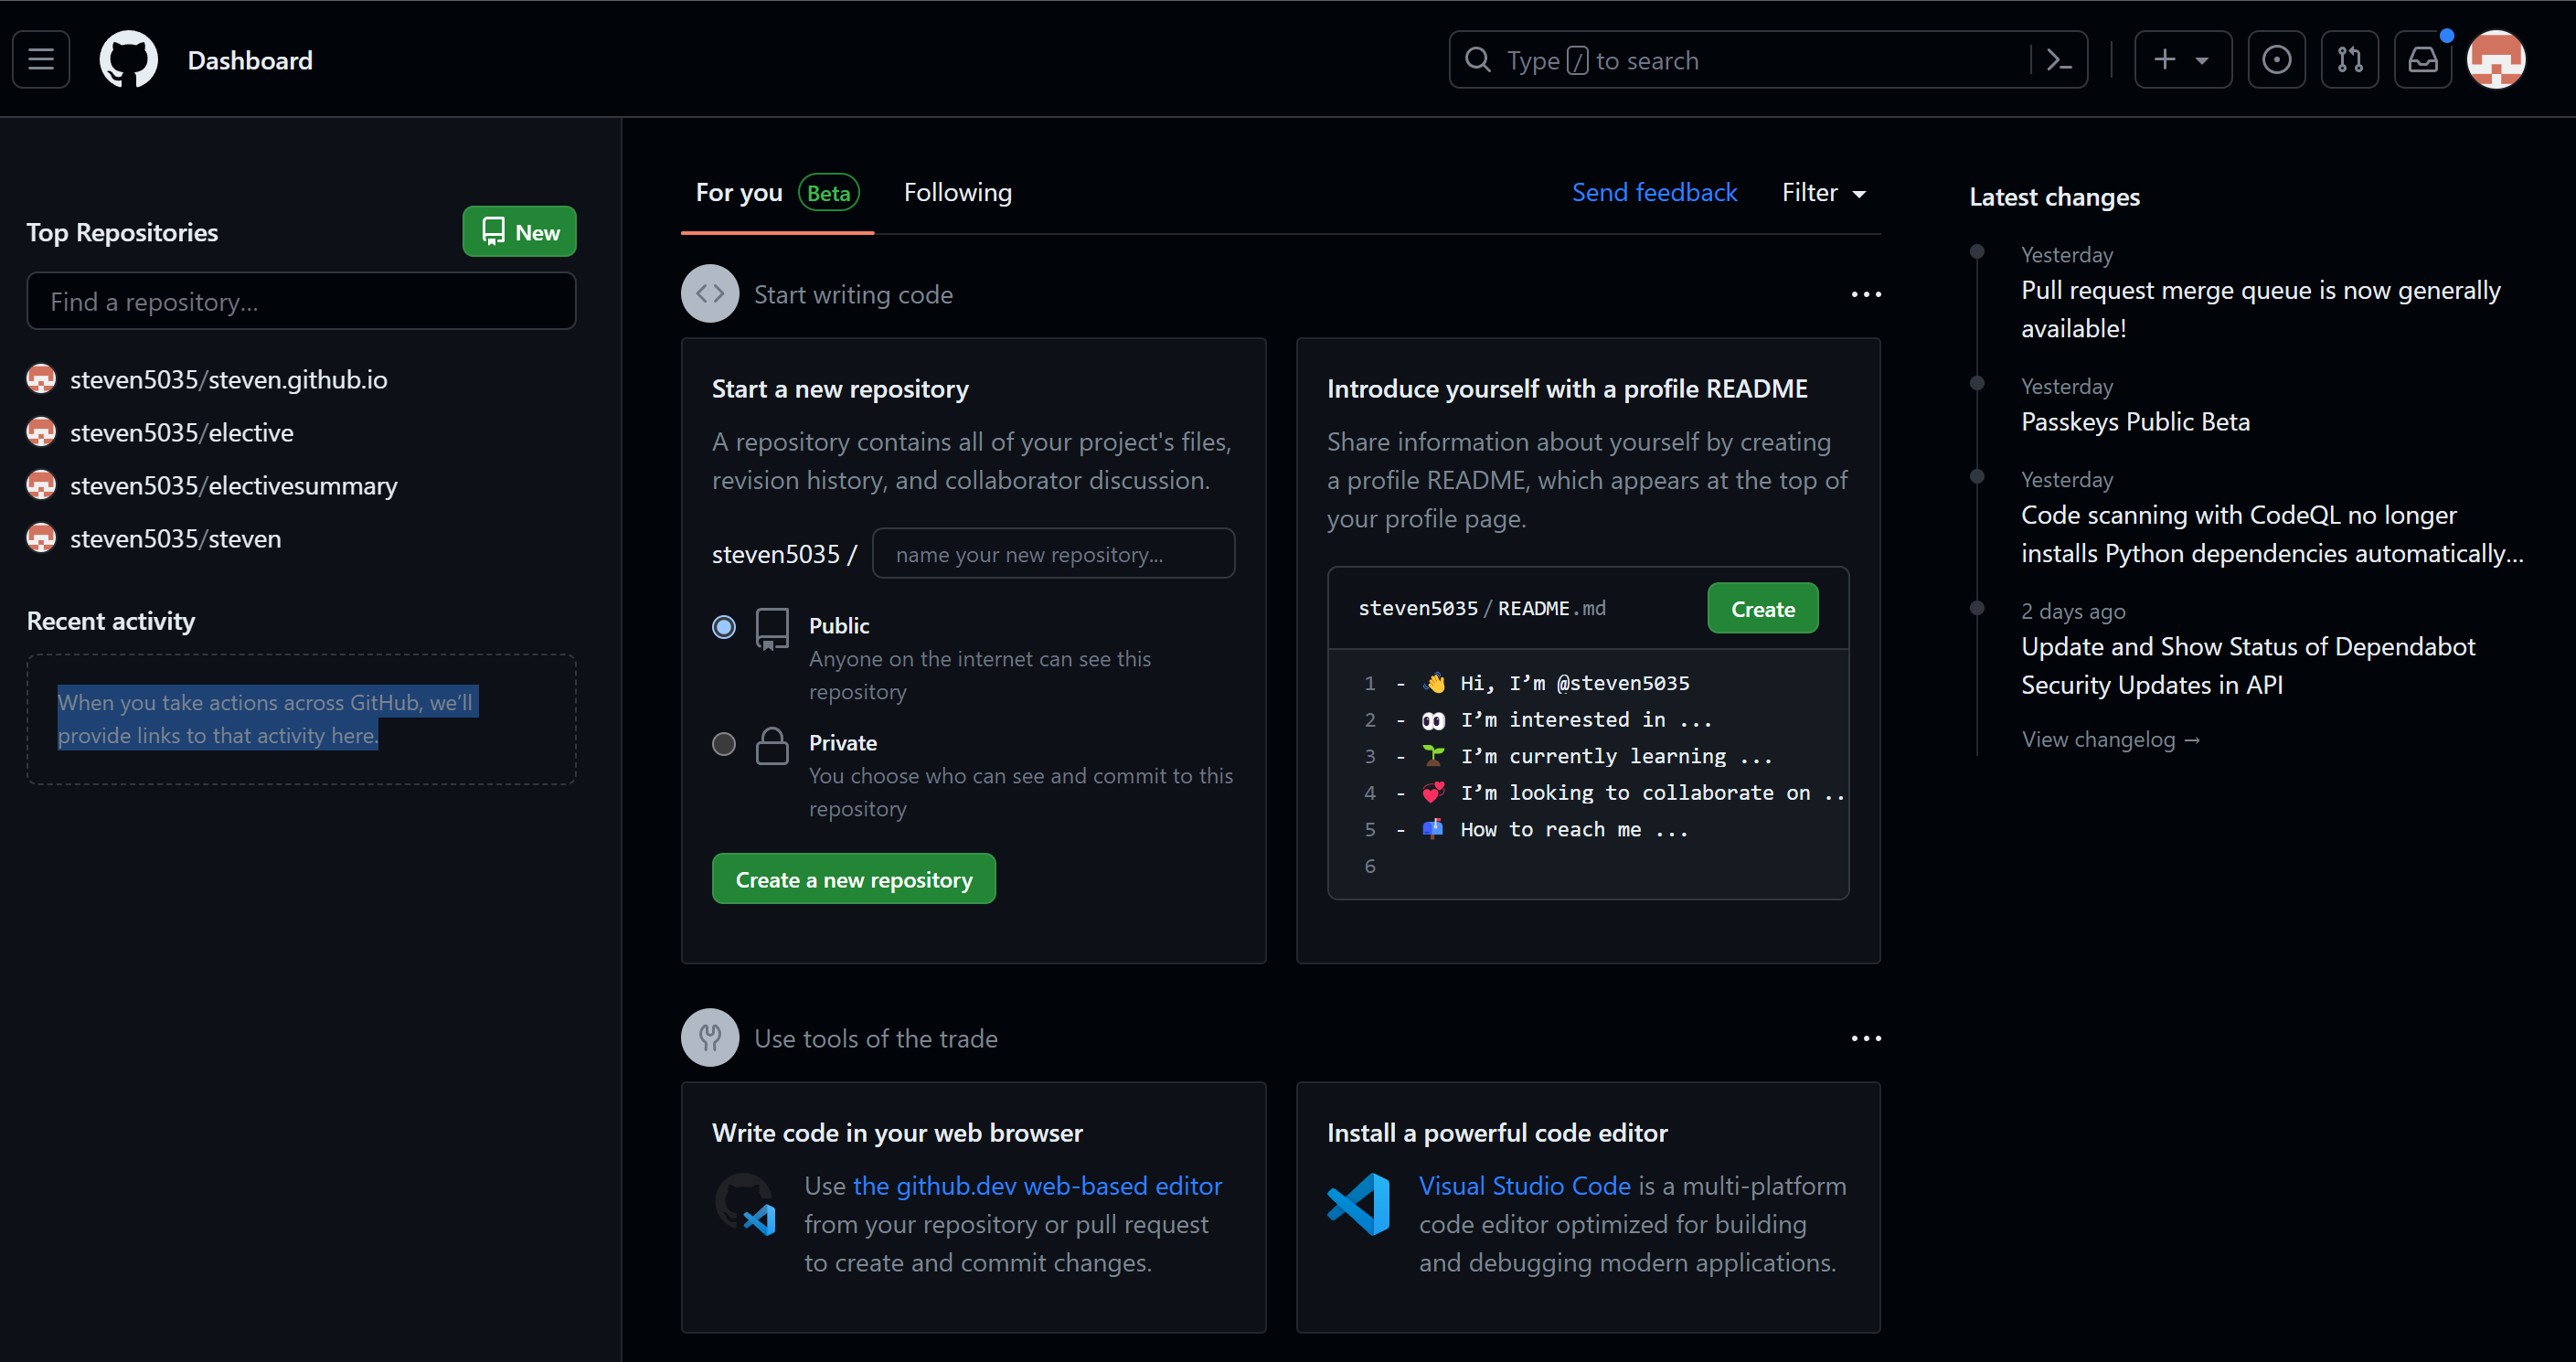 Dashboard
Type / to search
Top Repositories
New
Find a repository...
steven5035/steven.github.io
steven5035/elective
steven5035/electivesummary
steven5035/steven
Recent activity
When you take actions across GitHub, we’ll
provide links to that activity here.
For you Beta
Following
Send feedback
Filter
Start writing code
Start a new repository
A repository contains all of your project's files,
revision history, and collaborator discussion.
steven5035 / name your new repository...
Public
Anyone on the internet can see this
repository
Private
You choose who can see and commit to this
repository
Create a new repository
Introduce yourself with a profile README
Share information about yourself by creating
a profile README, which appears at the top of
your profile page.
steven5035 / README.md
Create
1 - 👋 Hi, I’m @steven5035
2 - 👀 I’m interested in ...
3 - 🌱 I’m currently learning ...
4 - 💞️ I’m looking to collaborate on ..
5 - 📫 How to reach me ...
6
Use tools of the trade
Write code in your web browser
Use the github.dev web-based editor
from your repository or pull request
to create and commit changes.
Install a powerful code editor
Visual Studio Code is a multi-platform
code editor optimized for building
and debugging modern applications.
Latest changes
Yesterday
Pull request merge queue is now generally
available!
Yesterday
Passkeys Public Beta
Yesterday
Code scanning with CodeQL no longer
installs Python dependencies automatically...
2 days ago
Update and Show Status of Dependabot
Security Updates in API
View changelog →